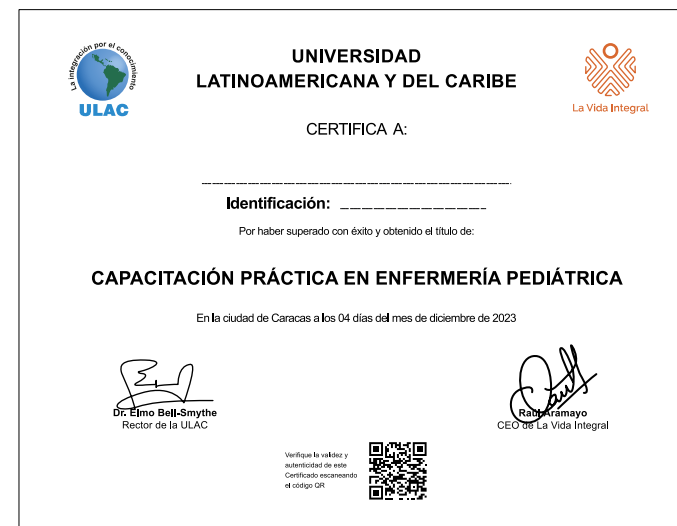 La integración por el conocimiento
ULAC
UNIVERSIDAD
LATINOAMERICANA Y DEL CARIBE
La Vida Integral
CERTIFICA A:
Identificación:
Por haber superado con éxito y obtenido el título de:
CAPACITACIÓN PRÁCTICA EN ENFERMERÍA PEDIÁTRICA
En la ciudad de Caracas a los 04 días del mes de diciembre de 2023
Dr. Elmo Bell-Smythe
Rector de la ULAC
Raúl Aramayo
CEO de La Vida Integral
Verifique la validez y
autenticidad de este
Certificado escaneando
el código QR